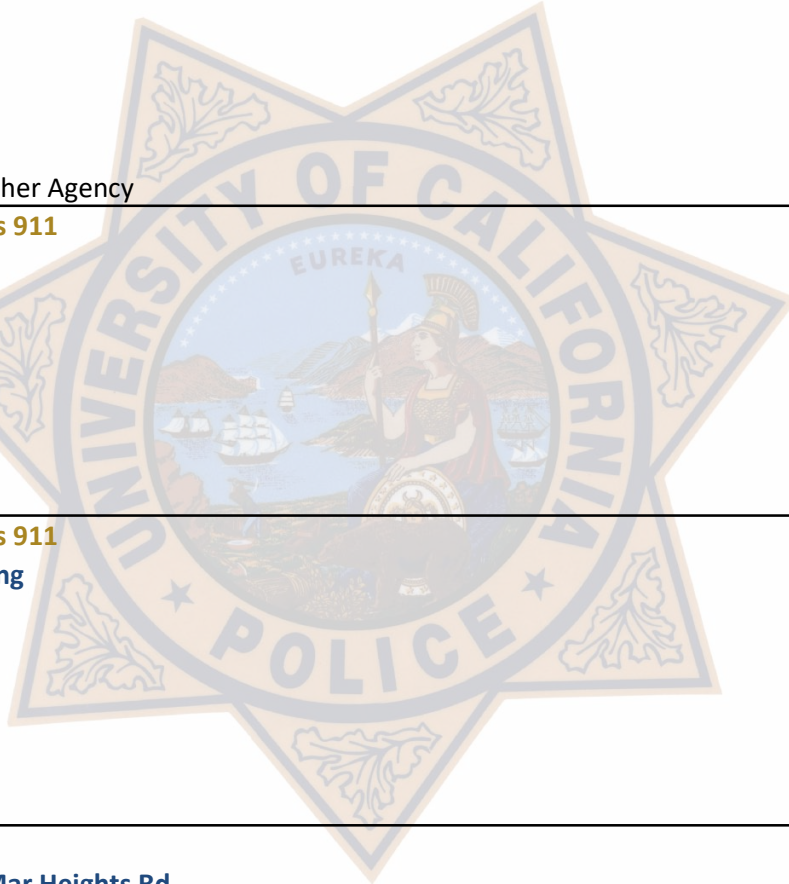 her Agency
s 911
s 911
ng
Mar Heights Rd
EUREKA
UNIVERSITY OF CALIFORNIA
★ POLICE ★